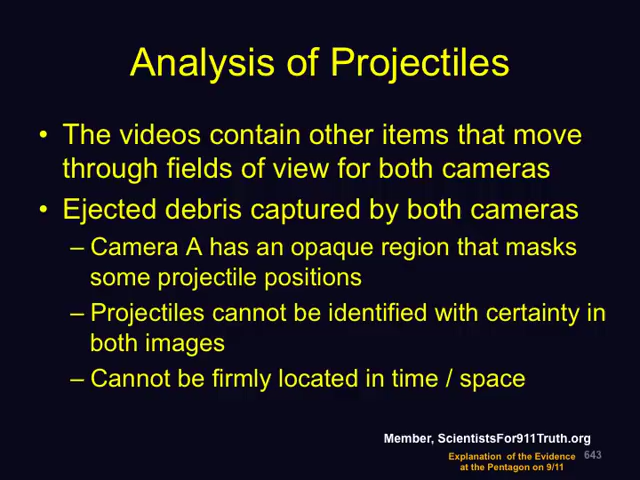 Analysis of Projectiles
• The videos contain other items that move
through fields of view for both cameras
• Ejected debris captured by both cameras
– Camera A has an opaque region that masks
some projectile positions
– Projectiles cannot be identified with certainty in
both images
– Cannot be firmly located in time / space
Member, ScientistsFor911Truth.org
Explanation of the Evidence
at the Pentagon on 9/11
643